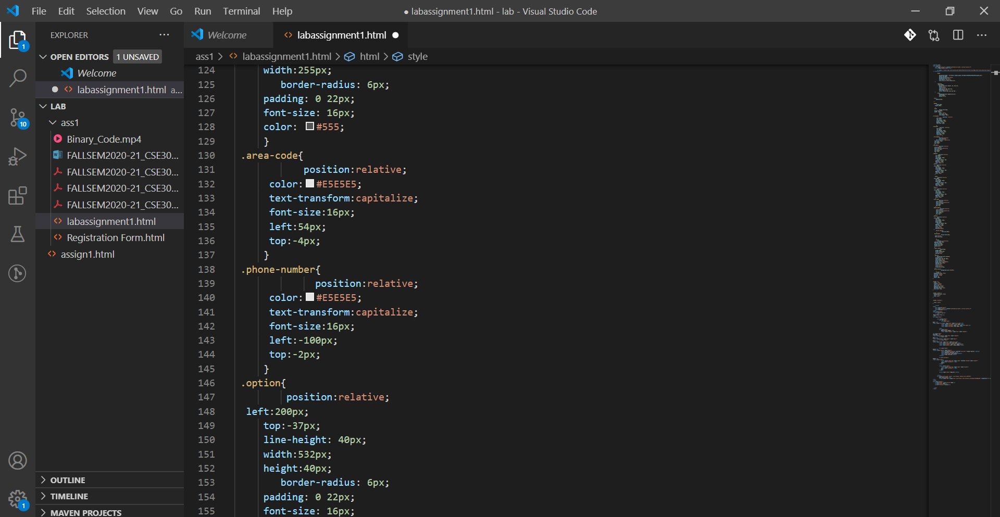 File Edit Selection View Go Run Terminal Help
● labassignment1.html - lab - Visual Studio Code
EXPLORER ...
OPEN EDITORS 1 UNSAVED
Welcome
labassignment1.html a...
LAB
ass1
Binary_Code.mp4
FALLSEM2020-21_CSE30...
FALLSEM2020-21_CSE30...
FALLSEM2020-21_CSE30...
FALLSEM2020-21_CSE30...
labassignment1.html
Registration Form.html
assign1.html
OUTLINE
TIMELINE
MAVEN PROJECTS
1
10
1
Welcome <> labassignment1.html ●
ass1 > <> labassignment1.html > html > style
124 width:255px;
125 border-radius: 6px;
126 padding: 0 22px;
127 font-size: 16px;
128 color: #555;
129 }
130 .area-code{
131 position:relative;
132 color:#E5E5E5;
133 text-transform:capitalize;
134 font-size:16px;
135 left:54px;
136 top:-4px;
137 }
138 .phone-number{
139 position:relative;
140 color:#E5E5E5;
141 text-transform:capitalize;
142 font-size:16px;
143 left:-100px;
144 top:-2px;
145 }
146 .option{
147 position:relative;
148 left:200px;
149 top:-37px;
150 line-height: 40px;
151 width:532px;
152 height:40px;
153 border-radius: 6px;
154 padding: 0 22px;
155 font-size: 16px;